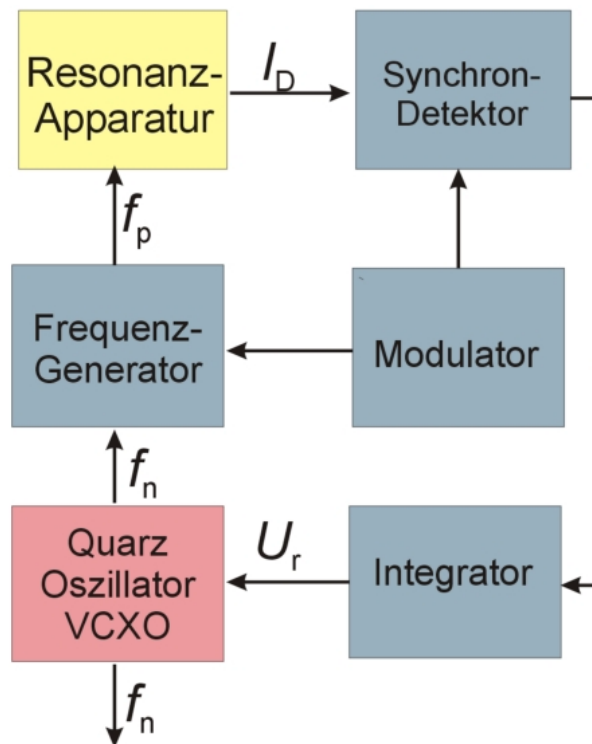 Resonanz-
Apparatur
I_D
Synchron-
Detektor
f_p
Frequenz-
Generator
Modulator
f_n
Quarz
Oszillator
VCXO
U_r
Integrator
f_n